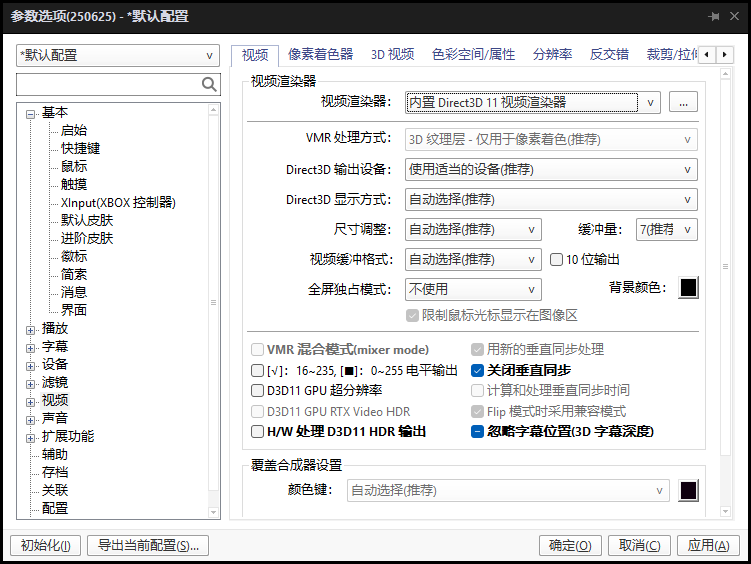 参数选项(250625) - *默认配置
*默认配置
基本
启始
快捷键
鼠标
触摸
XInput(XBOX 控制器)
默认皮肤
进阶皮肤
徽标
简索
消息
界面
播放
字幕
设备
滤镜
视频
声音
扩展功能
辅助
存档
关联
配置
视频 像素着色器 3D 视频 色彩空间/属性 分辨率 反交错 裁剪/拉伸
视频渲染器
视频渲染器: 内置 Direct3D 11 视频渲染器 ...
VMR 处理方式: 3D 纹理层 - 仅用于像素着色(推荐)
Direct3D 输出设备: 使用适当的设备(推荐)
Direct3D 显示方式: 自动选择(推荐)
尺寸调整: 自动选择(推荐) 缓冲量: 7(推荐
视频缓冲格式: 自动选择(推荐) 10 位输出
全屏独占模式: 不使用 背景颜色:
限制鼠标光标显示在图像区
VMR 混合模式(mixer mode) 用新的垂直同步处理
[√]: 16~235, [■]: 0~255 电平输出 关闭垂直同步
D3D11 GPU 超分辨率 计算和处理垂直同步时间
D3D11 GPU RTX Video HDR Flip 模式时采用兼容模式
H/W 处理 D3D11 HDR 输出 忽略字幕位置(3D 字幕深度)
覆盖合成器设置
颜色键: 自动选择(推荐)
初始化(I) 导出当前配置(S)... 确定(O) 取消(C) 应用(A)